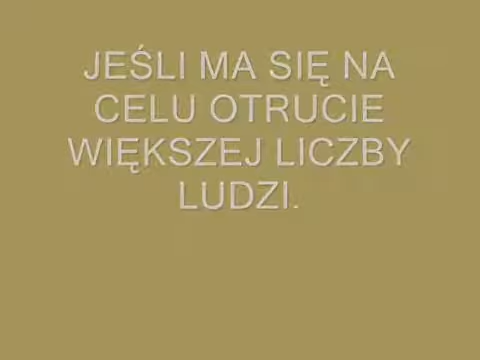 JEŚLI MA SIĘ NA
CELU OTRUCIE
WIĘKSZEJ LICZBY
LUDZI.